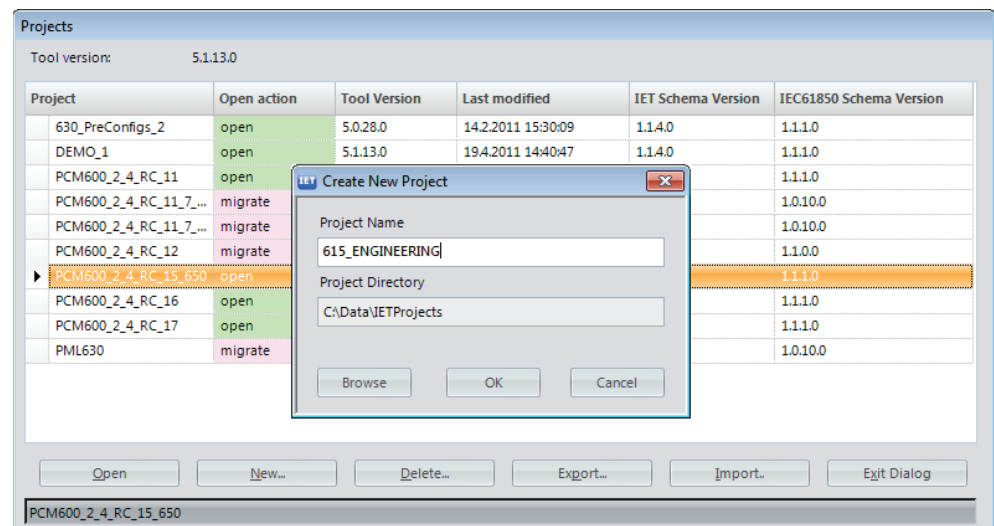 Projects
Tool version: 5.1.13.0
Project Open action Tool Version Last modified IET Schema Version IEC61850 Schema Version
630_PreConfigs_2 open 5.0.28.0 14.2.2011 15:30:09 1.1.4.0 1.1.1.0
DEMO_1 open 5.1.13.0 19.4.2011 14:40:47 1.1.4.0 1.1.1.0
PCM600_2_4_RC_11 open 1.1.1.0
PCM600_2_4_RC_11_7_... migrate 1.0.10.0
PCM600_2_4_RC_11_7_... migrate 1.0.10.0
PCM600_2_4_RC_12 migrate 1.1.0.0
PCM600_2_4_RC_15_650 open 1.1.1.0
PCM600_2_4_RC_16 open 1.1.1.0
PCM600_2_4_RC_17 open 1.1.1.0
PML630 migrate 1.0.10.0
IET Create New Project
Project Name
615_ENGINEERING
Project Directory
C:\Data\IETProjects
Browse OK Cancel
Open New... Delete... Export... Import.. Exit Dialog
PCM600_2_4_RC_15_650